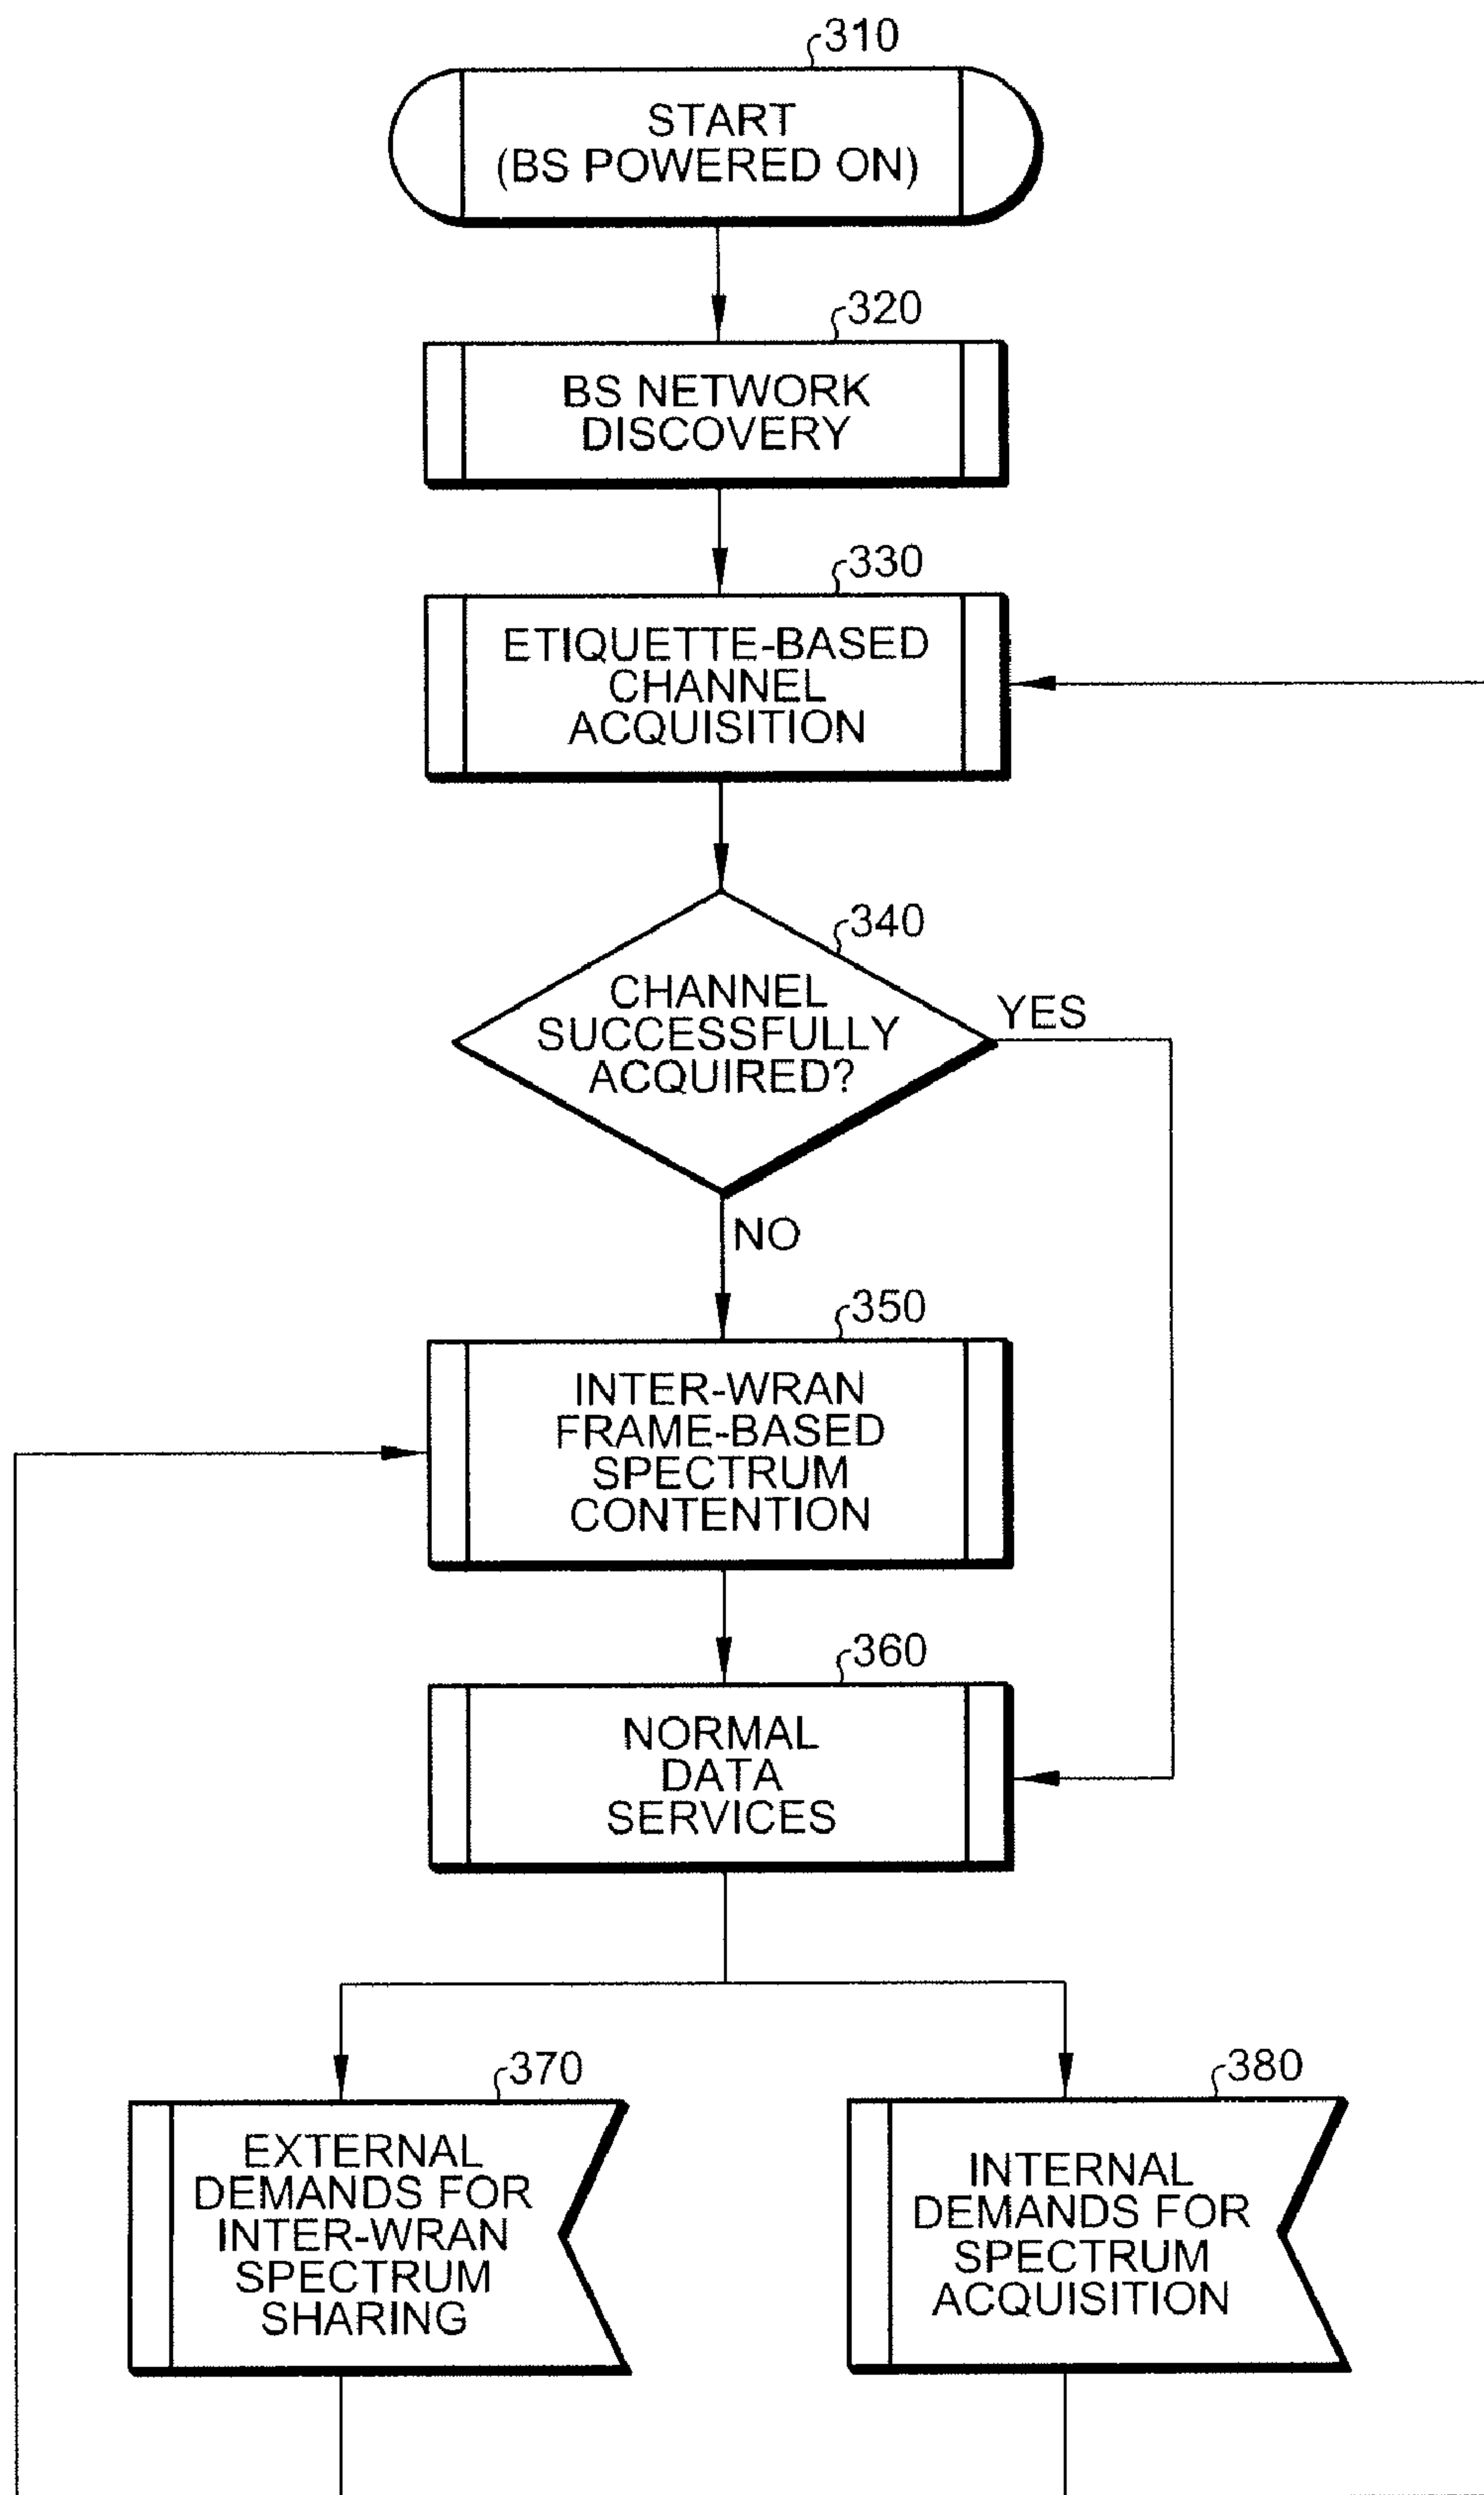 310
START
(BS POWERED ON)
320
BS NETWORK
DISCOVERY
330
ETIQUETTE-BASED
CHANNEL
ACQUISITION
340
CHANNEL
SUCCESSFULLY
ACQUIRED?
YES
NO
350
INTER-WRAN
FRAME-BASED
SPECTRUM
CONTENTION
360
NORMAL
DATA
SERVICES
370
EXTERNAL
DEMANDS FOR
INTER-WRAN
SPECTRUM
SHARING
380
INTERNAL
DEMANDS FOR
SPECTRUM
ACQUISITION